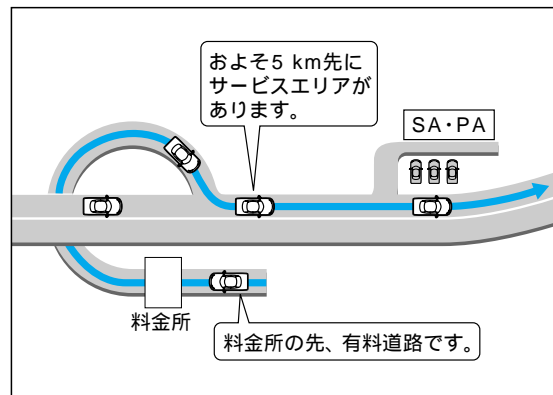 およそ5 km先に
サービスエリアが
あります。
SA・PA
料金所
料金所の先、有料道路です。